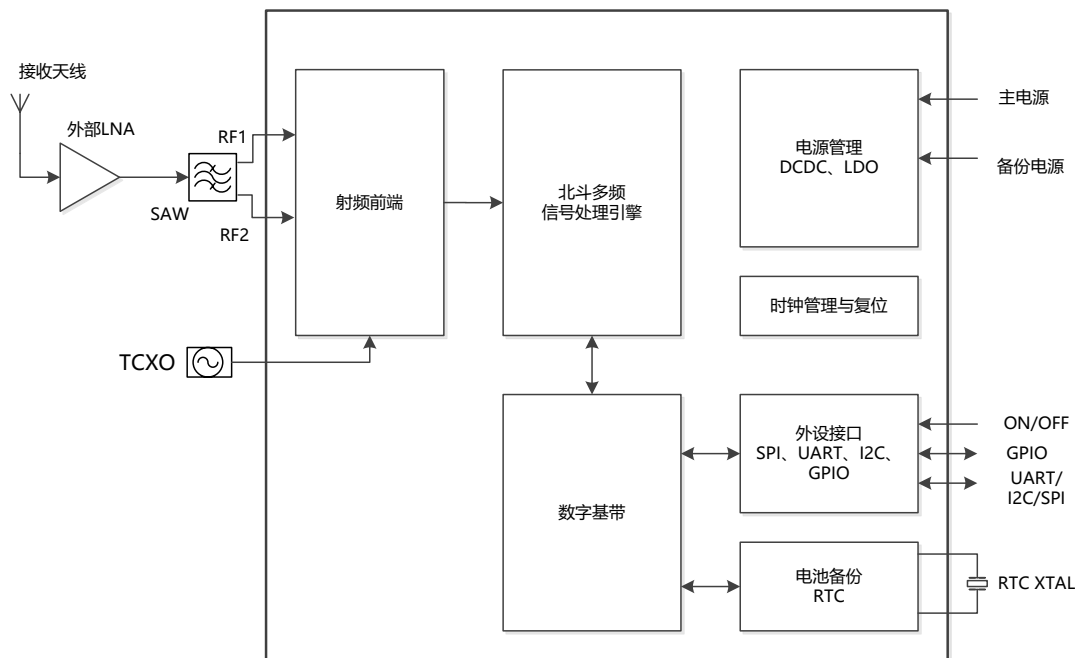 接收天线
外部LNA
SAW
RF1
RF2
TCXO
射频前端
北斗多频
信号处理引擎
电源管理
DCDC、LDO
主电源
备份电源
时钟管理与复位
数字基带
外设接口
SPI、UART、I2C、
GPIO
ON/OFF
GPIO
UART/
I2C/SPI
电池备份
RTC
RTC XTAL